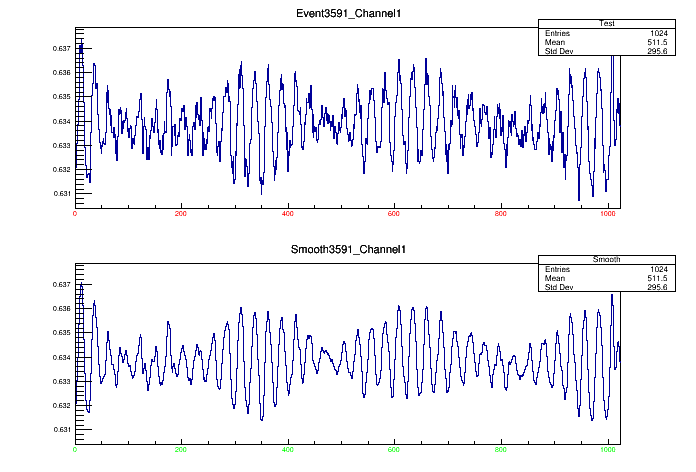 Event3591_Channel1
Test
Entries 1024
Mean 511.5
Std Dev 295.6
0.637
0.636
0.635
0.634
0.633
0.632
0.631
0 200 400 600 800 1000
Smooth3591_Channel1
Smooth
Entries 1024
Mean 511.5
Std Dev 295.6
0.637
0.636
0.635
0.634
0.633
0.632
0.631
0 200 400 600 800 1000